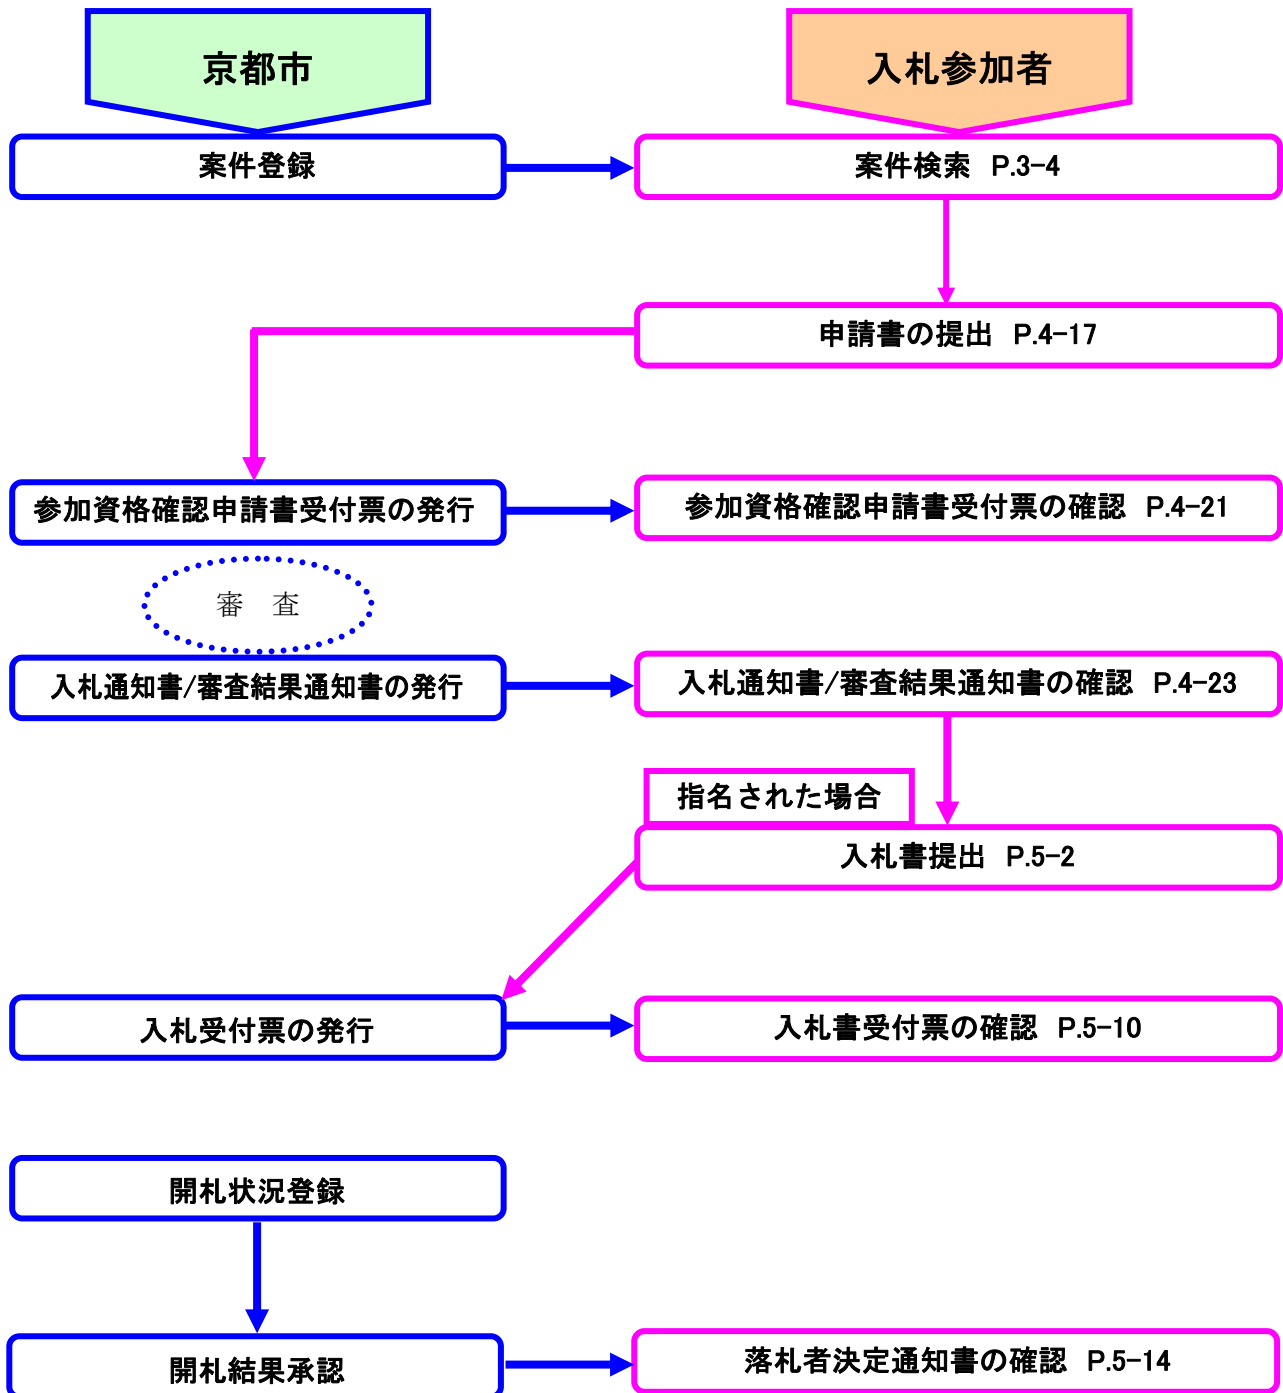 京都市
入札参加者
案件登録
案件検索 P.3-4
申請書の提出 P.4-17
参加資格確認申請書受付票の発行
参加資格確認申請書受付票の確認 P.4-21
審 査
入札通知書/審査結果通知書の発行
入札通知書/審査結果通知書の確認 P.4-23
指名された場合
入札書提出 P.5-2
入札受付票の発行
入札書受付票の確認 P.5-10
開札状況登録
開札結果承認
落札者決定通知書の確認 P.5-14